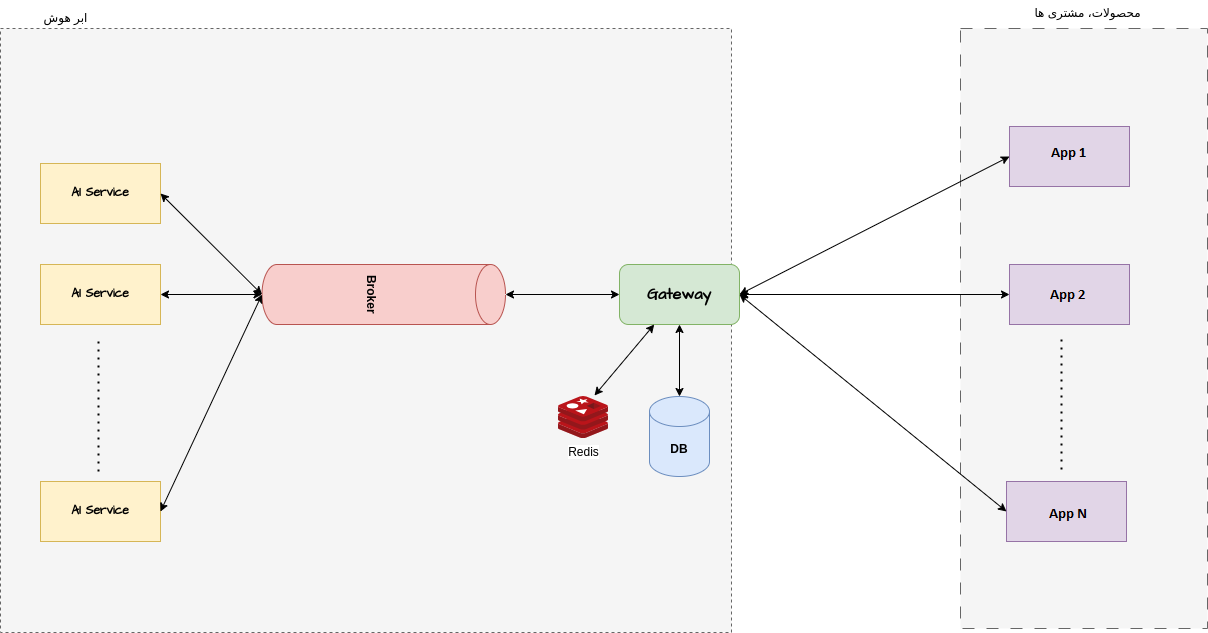 ابر هوش
محصولات، مشتری ها
Ai Service
Ai Service
Ai Service
Broker
Gateway
Redis
DB
App 1
App 2
App N